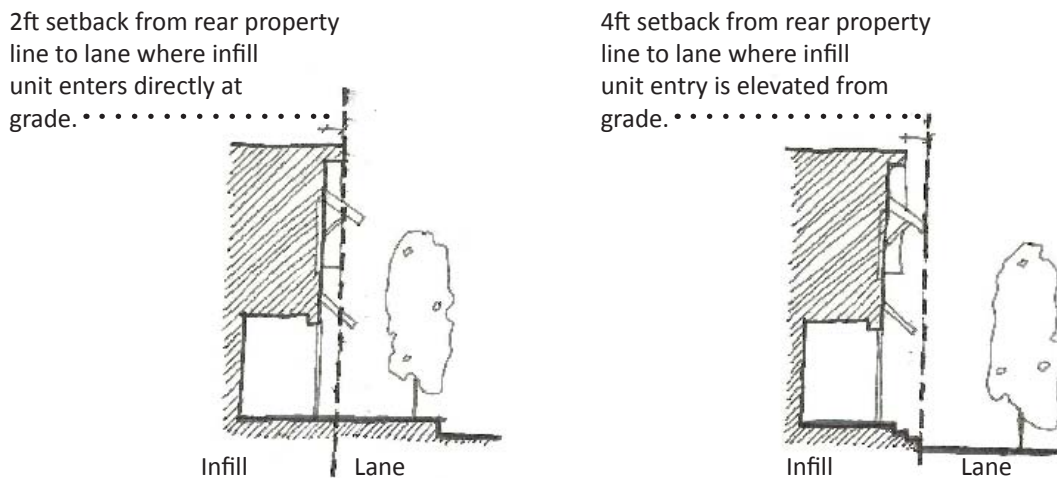 2ft setback from rear property
line to lane where infill
unit enters directly at
grade.
4ft setback from rear property
line to lane where infill
unit entry is elevated from
grade.
Infill
Lane
Infill
Lane